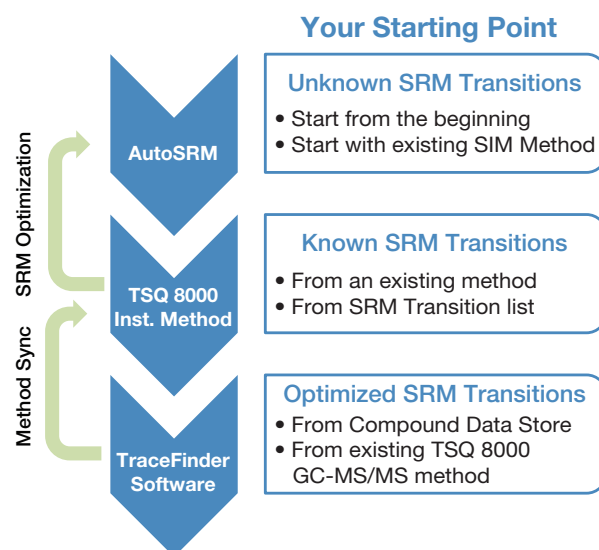 Your Starting Point
AutoSRM
Unknown SRM Transitions
• Start from the beginning
• Start with existing SIM Method
SRM Optimization
TSQ 8000
Inst. Method
Known SRM Transitions
• From an existing method
• From SRM Transition list
Method Sync
TraceFinder
Software
Optimized SRM Transitions
• From Compound Data Store
• From existing TSQ 8000
GC-MS/MS method